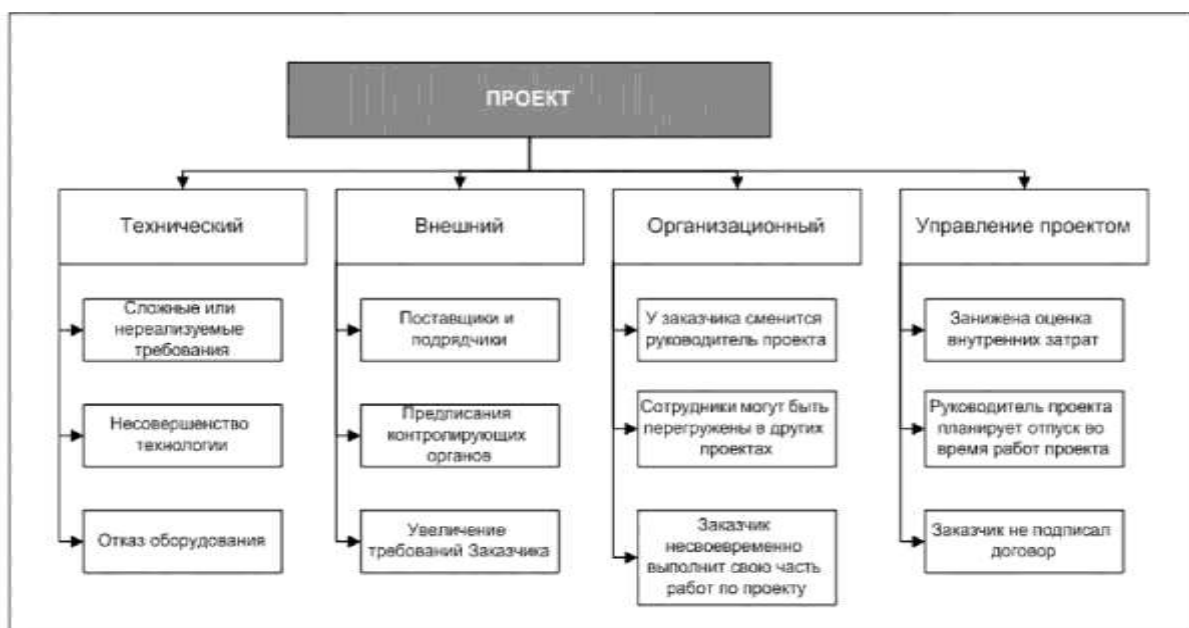 ПРОЕКТ
Технический
Сложные или
нереализуемые
требования
Несовершенство
технологии
Отказ оборудования
Внешний
Поставщики и
подрядчики
Предписания
контролирующих
органов
Увеличение
требований Заказчика
Организационный
У заказчика сменится
руководитель проекта
Сотрудники могут быть
перегружены в других
проектах
Заказчик
несвоевременно
выполнит свою часть
работ по проекту
Управление проектом
Занижена оценка
внутренних затрат
Руководитель проекта
планирует отпуск во
время работ проекта
Заказчик не подписал
договор